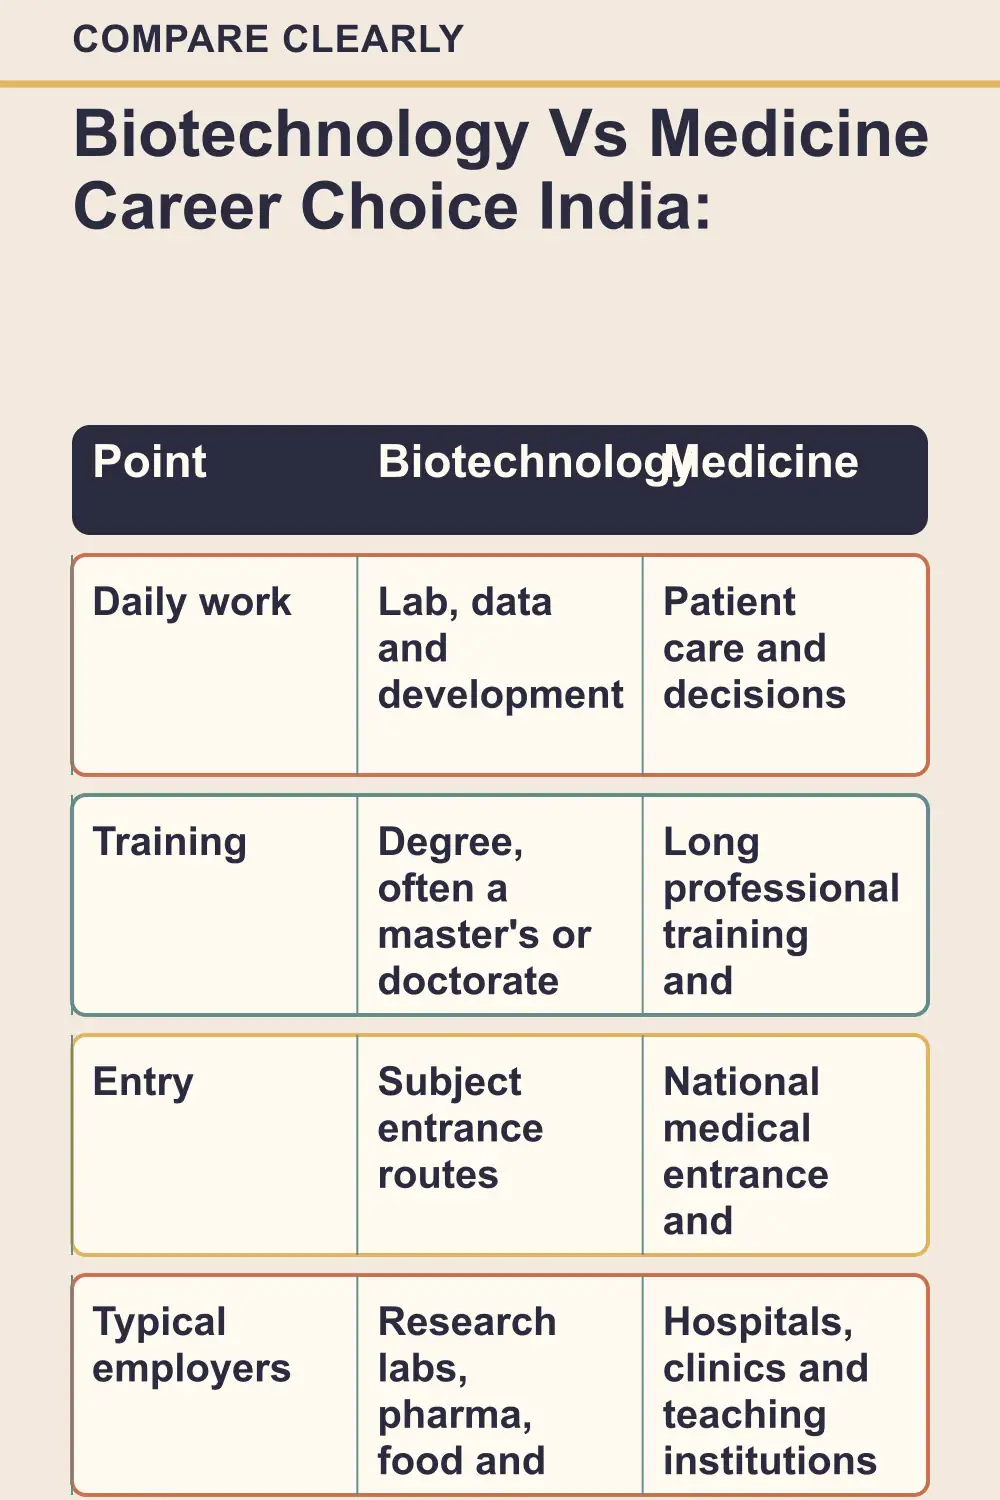 COMPARE CLEARLY
Biotechnology Vs Medicine
Career Choice India:
Point Biotechnology Medicine
Daily work
Lab, data
and
development
Patient
care and
decisions
Training
Degree,
often a
master's or
doctorate
Long
professional
training
and
Entry
Subject
entrance
routes
National
medical
entrance
and
Typical
employers
Research
labs,
pharma,
food and
Hospitals,
clinics and
teaching
institutions